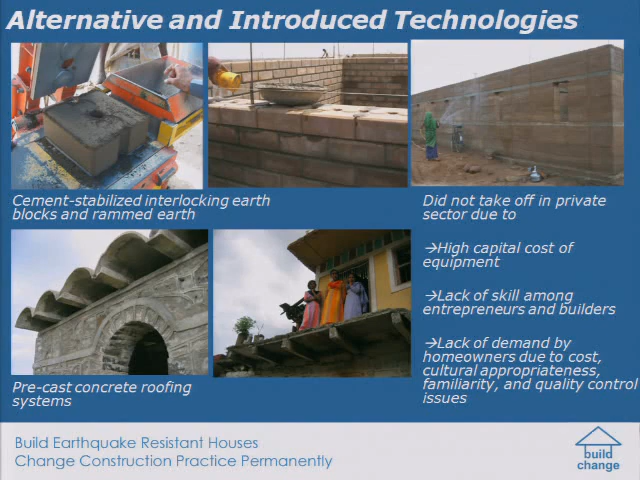 Alternative and Introduced Technologies
Cement-stabilized interlocking earth
blocks and rammed earth
Did not take off in private
sector due to
→High capital cost of
equipment
→Lack of skill among
entrepreneurs and builders
→Lack of demand by
homeowners due to cost,
cultural appropriateness,
familiarity, and quality control
issues
Pre-cast concrete roofing
systems
Build Earthquake Resistant Houses
Change Construction Practice Permanently
build
change